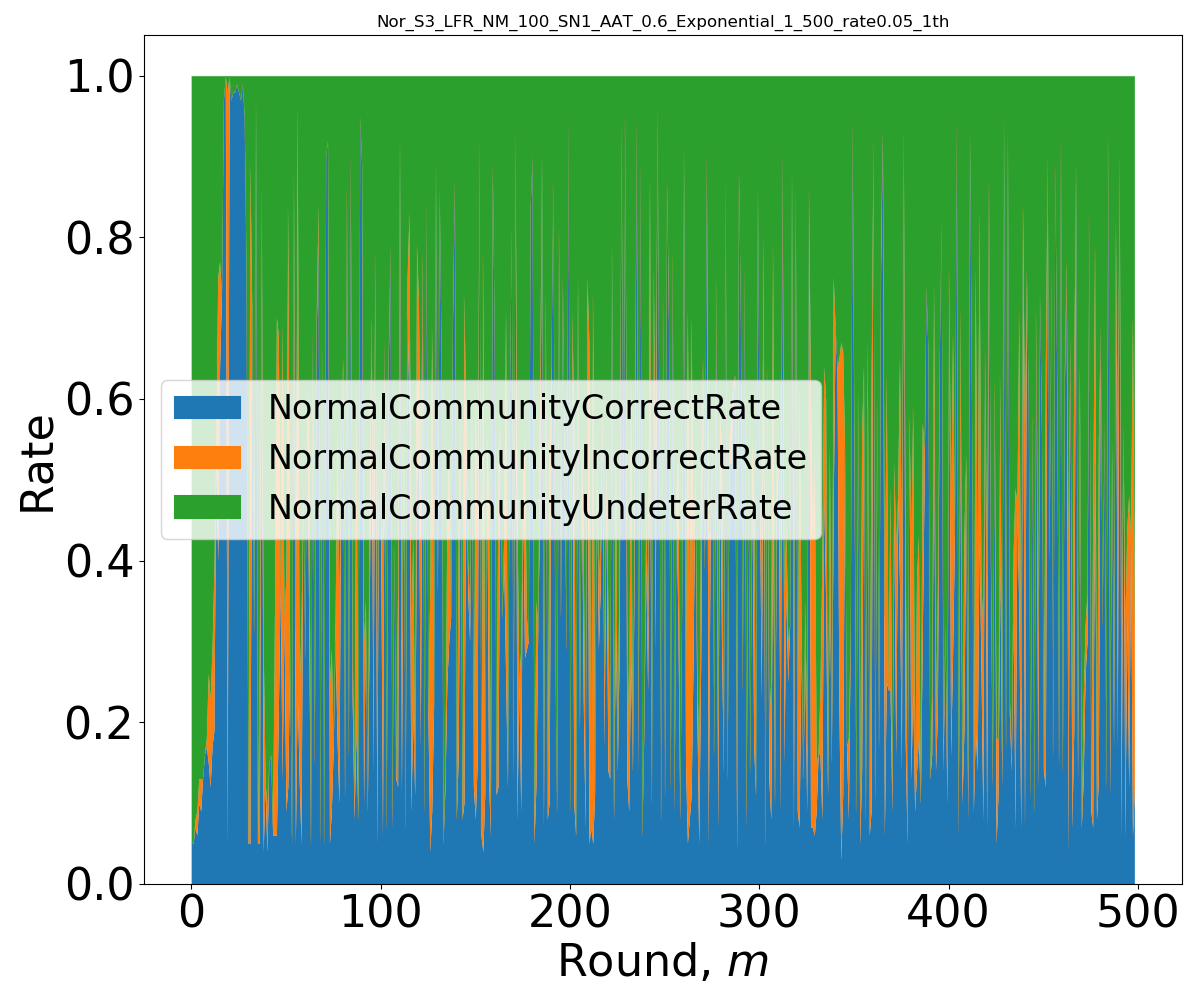 Nor_S3_LFR_NM_100_SN1_AAT_0.6_Exponential_1_500_rate0.05_1th
1.0
0.8
0.6
0.4
0.2
0.0
Rate
NormalCommunityCorrectRate
NormalCommunityIncorrectRate
NormalCommunityUndeterRate
0 100 200 300 400 500
Round, m